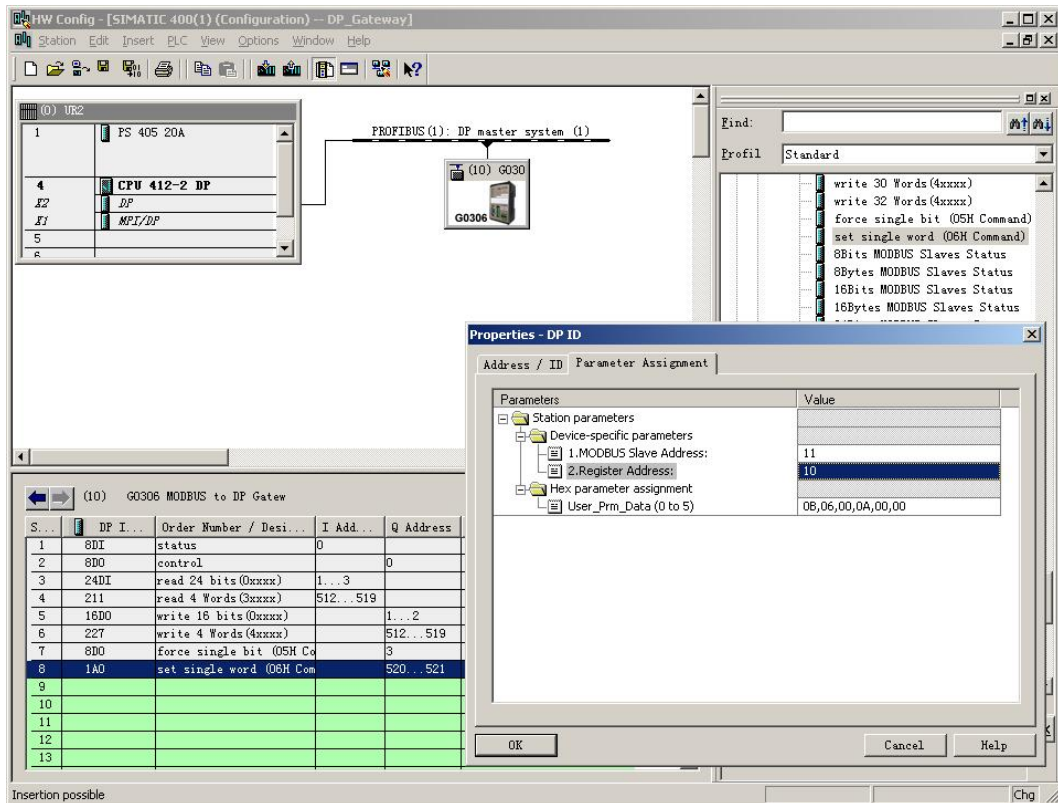 HW Config - [SIMATIC 400(1) (Configuration) -- DP_Gateway]
Station Edit Insert PLC View Options Window Help
(0) UR2
1 PS 405 20A
4 CPU 412-2 DP
X2 DP
X1 MPI/DP
5
6
PROFIBUS(1): DP master system (1)
(10) G030
G0306
Find:
Profil Standard
write 30 Words(4xxxx)
write 32 Words(4xxxx)
force single bit (05H Command)
set single word (06H Command)
8Bits MODBUS Slaves Status
8Bytes MODBUS Slaves Status
16Bits MODBUS Slaves Status
16Bytes MODBUS Slaves Status
Properties - DP ID
Address / ID Parameter Assignment
Parameters Value
Station parameters
Device-specific parameters
1.MODBUS Slave Address: 11
2.Register Address: 10
Hex parameter assignment
User_Prm_Data (0 to 5) 0B,06,00,0A,00,00
OK Cancel Help
(10) G0306 MODBUS to DP Gatew
S... DP I... Order Number / Desi... I Add... Q Address
1 8DI status 0
2 8DO control 0
3 24DI read 24 bits(0xxxx) 1...3
4 211 read 4 Words(3xxxx) 512...519
5 16DO write 16 bits(0xxxx) 1...2
6 227 write 4 Words(4xxxx) 512...519
7 8DO force single bit (05H Co 3
8 1AO set single word (06H Com 520...521
9
10
11
12
13
Insertion possible Chg